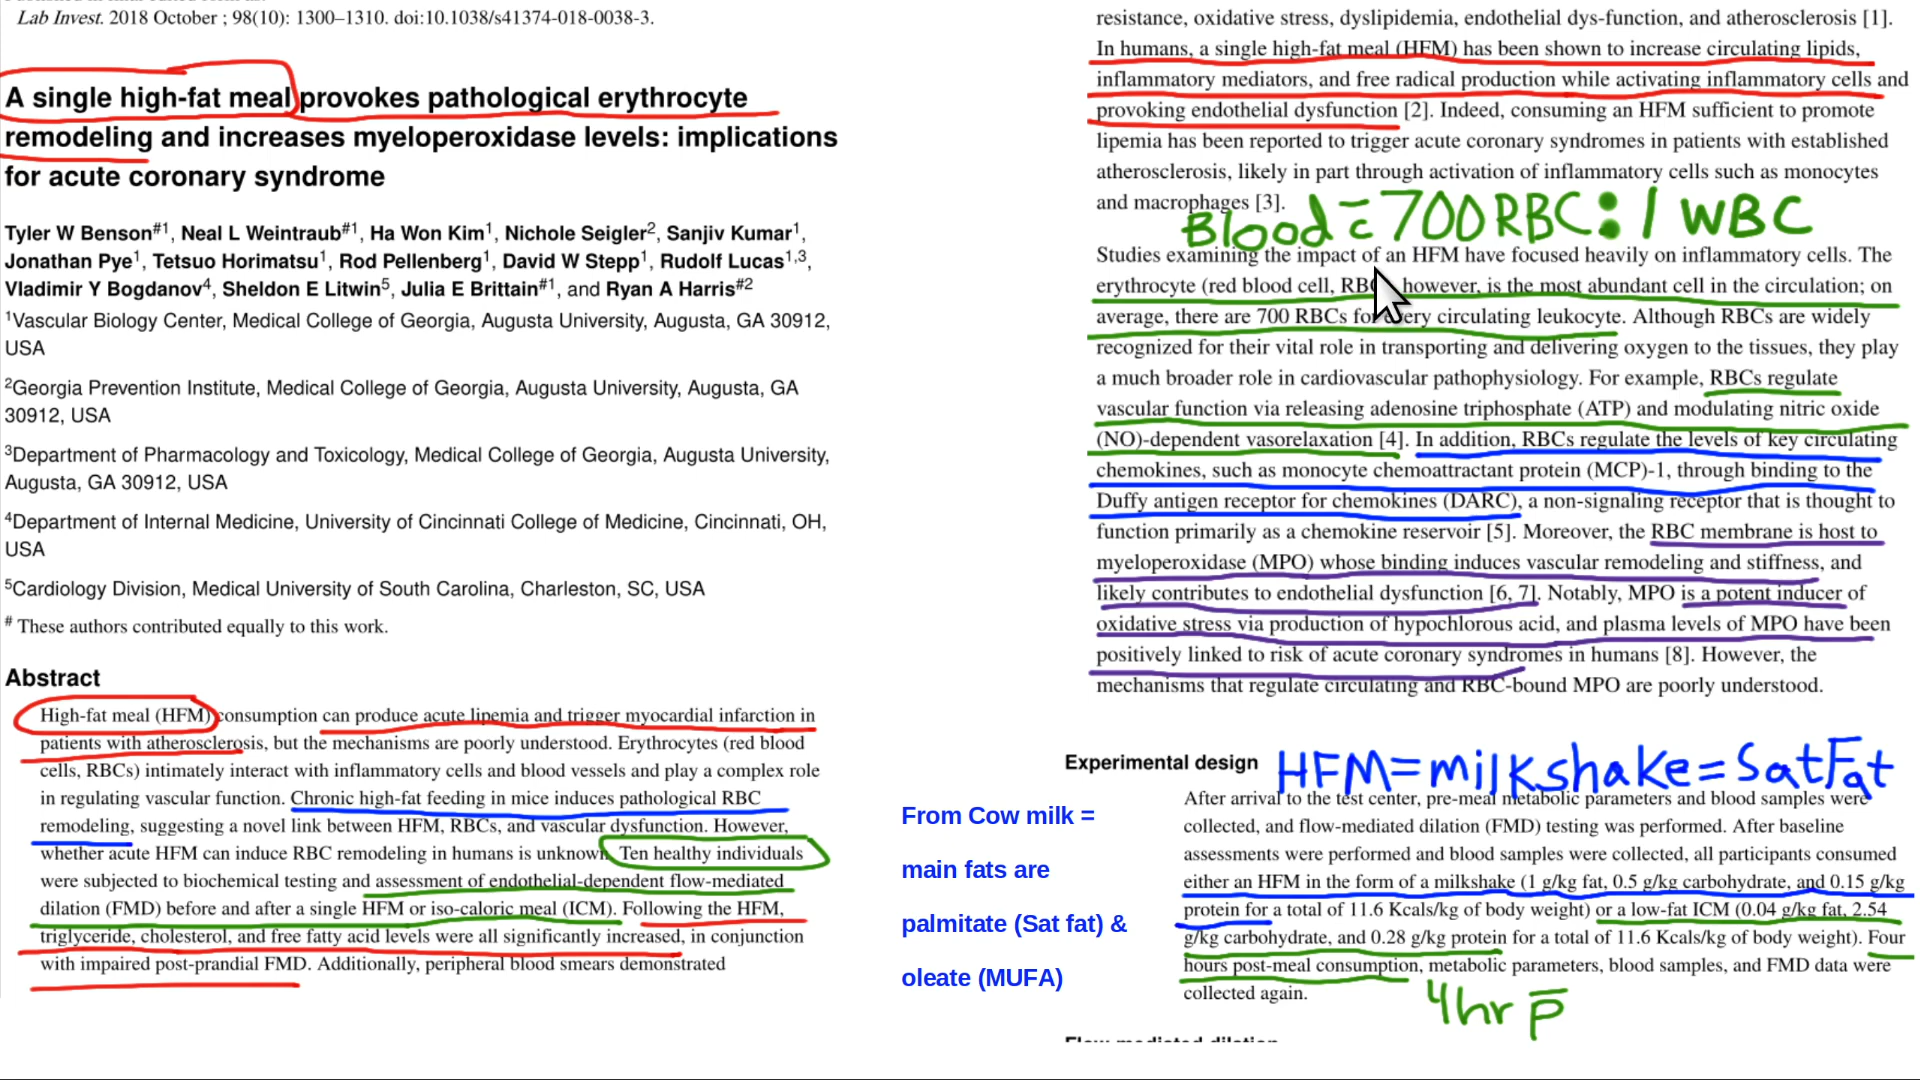 Lab Invest. 2018 October ; 98(10): 1300–1310. doi:10.1038/s41374-018-0038-3.
A single high-fat meal provokes pathological erythrocyte
remodeling and increases myeloperoxidase levels: implications
for acute coronary syndrome
Tyler W Benson#1, Neal L Weintraub#1, Ha Won Kim1, Nichole Seigler2, Sanjiv Kumar1,
Jonathan Pye1, Tetsuo Horimatsu1, Rod Pellenberg1, David W Stepp1, Rudolf Lucas1,3,
Vladimir Y Bogdanov4, Sheldon E Litwin5, Julia E Brittain#1, and Ryan A Harris#2
1Vascular Biology Center, Medical College of Georgia, Augusta University, Augusta, GA 30912,
USA
2Georgia Prevention Institute, Medical College of Georgia, Augusta University, Augusta, GA
30912, USA
3Department of Pharmacology and Toxicology, Medical College of Georgia, Augusta University,
Augusta, GA 30912, USA
4Department of Internal Medicine, University of Cincinnati College of Medicine, Cincinnati, OH,
USA
5Cardiology Division, Medical University of South Carolina, Charleston, SC, USA
# These authors contributed equally to this work.
Abstract
High-fat meal (HFM) consumption can produce acute lipemia and trigger myocardial infarction in
patients with atherosclerosis, but the mechanisms are poorly understood. Erythrocytes (red blood
cells, RBCs) intimately interact with inflammatory cells and blood vessels and play a complex role
in regulating vascular function. Chronic high-fat feeding in mice induces pathological RBC
remodeling, suggesting a novel link between HFM, RBCs, and vascular dysfunction. However,
whether acute HFM can induce RBC remodeling in humans is unknown. Ten healthy individuals
were subjected to biochemical testing and assessment of endothelial-dependent flow-mediated
dilation (FMD) before and after a single HFM or iso-caloric meal (ICM). Following the HFM,
triglyceride, cholesterol, and free fatty acid levels were all significantly increased, in conjunction
with impaired post-prandial FMD. Additionally, peripheral blood smears demonstrated
resistance, oxidative stress, dyslipidemia, endothelial dys-function, and atherosclerosis [1].
In humans, a single high-fat meal (HFM) has been shown to increase circulating lipids,
inflammatory mediators, and free radical production while activating inflammatory cells and
provoking endothelial dysfunction [2]. Indeed, consuming an HFM sufficient to promote
lipemia has been reported to trigger acute coronary syndromes in patients with established
atherosclerosis, likely in part through activation of inflammatory cells such as monocytes
and macrophages [3].
Blood c̄ 700 RBC : 1 WBC
Studies examining the impact of an HFM have focused heavily on inflammatory cells. The
erythrocyte (red blood cell, RBC), however, is the most abundant cell in the circulation; on
average, there are 700 RBCs for every circulating leukocyte. Although RBCs are widely
recognized for their vital role in transporting and delivering oxygen to the tissues, they play
a much broader role in cardiovascular pathophysiology. For example, RBCs regulate
vascular function via releasing adenosine triphosphate (ATP) and modulating nitric oxide
(NO)-dependent vasorelaxation [4]. In addition, RBCs regulate the levels of key circulating
chemokines, such as monocyte chemoattractant protein (MCP)-1, through binding to the
Duffy antigen receptor for chemokines (DARC), a non-signaling receptor that is thought to
function primarily as a chemokine reservoir [5]. Moreover, the RBC membrane is host to
myeloperoxidase (MPO) whose binding induces vascular remodeling and stiffness, and
likely contributes to endothelial dysfunction [6, 7]. Notably, MPO is a potent inducer of
oxidative stress via production of hypochlorous acid, and plasma levels of MPO have been
positively linked to risk of acute coronary syndromes in humans [8]. However, the
mechanisms that regulate circulating and RBC-bound MPO are poorly understood.
Experimental design
HFM=milkshake=SatFat
After arrival to the test center, pre-meal metabolic parameters and blood samples were
collected, and flow-mediated dilation (FMD) testing was performed. After baseline
assessments were performed and blood samples were collected, all participants consumed
either an HFM in the form of a milkshake (1 g/kg fat, 0.5 g/kg carbohydrate, and 0.15 g/kg
protein for a total of 11.6 Kcals/kg of body weight) or a low-fat ICM (0.04 g/kg fat, 2.54
g/kg carbohydrate, and 0.28 g/kg protein for a total of 11.6 Kcals/kg of body weight). Four
hours post-meal consumption, metabolic parameters, blood samples, and FMD data were
collected again.
4hr p̄
From Cow milk =
main fats are
palmitate (Sat fat) &
oleate (MUFA)